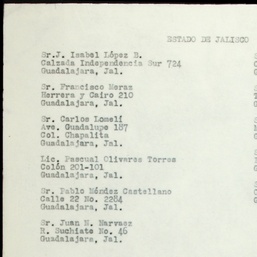 ESTADO DE JALISCO
Sr.J. Isabel López B.
Calzada Independencia Sur 724
Guadalajara, Jal.
Sr. Francisco Meraz
Herrera y Cairo 210
Guadalajara, Jal.
Sr. Carlos Lomelí
Ave. Guadalupe 187
Col. Chapalita
Guadalajara, Jal.
Lic. Pascual Olivares Torres
Colón 201-101
Guadalajara, Jal.
Sr. Pablo Méndez Castellano
Calle 22 No. 2264
Guadalajara, Jal.
Sr. Juan N. Narvaez
R. Suchiate No. 46
Guadalajara, Jal.